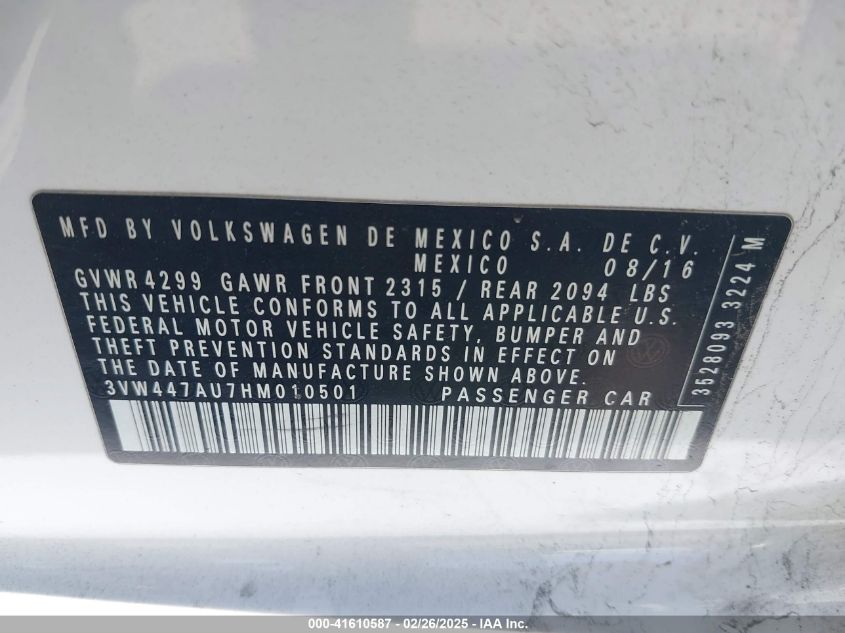 MFD BY VOLKSWAGEN DE MEXICO S.A. DE C.V.
MEXICO 08/16
GVWR 4299 GAWR FRONT 2315 / REAR 2094 LBS
THIS VEHICLE CONFORMS TO ALL APPLICABLE U.S.
FEDERAL MOTOR VEHICLE SAFETY, BUMPER AND
THEFT PREVENTION STANDARDS IN EFFECT ON
THE DATE OF MANUFACTURE SHOWN ABOVE.
3VW447AU7HM010501 PASSENGER CAR
3528093 3224 M
000-41610587 - 02/26/2025 - IAA Inc.